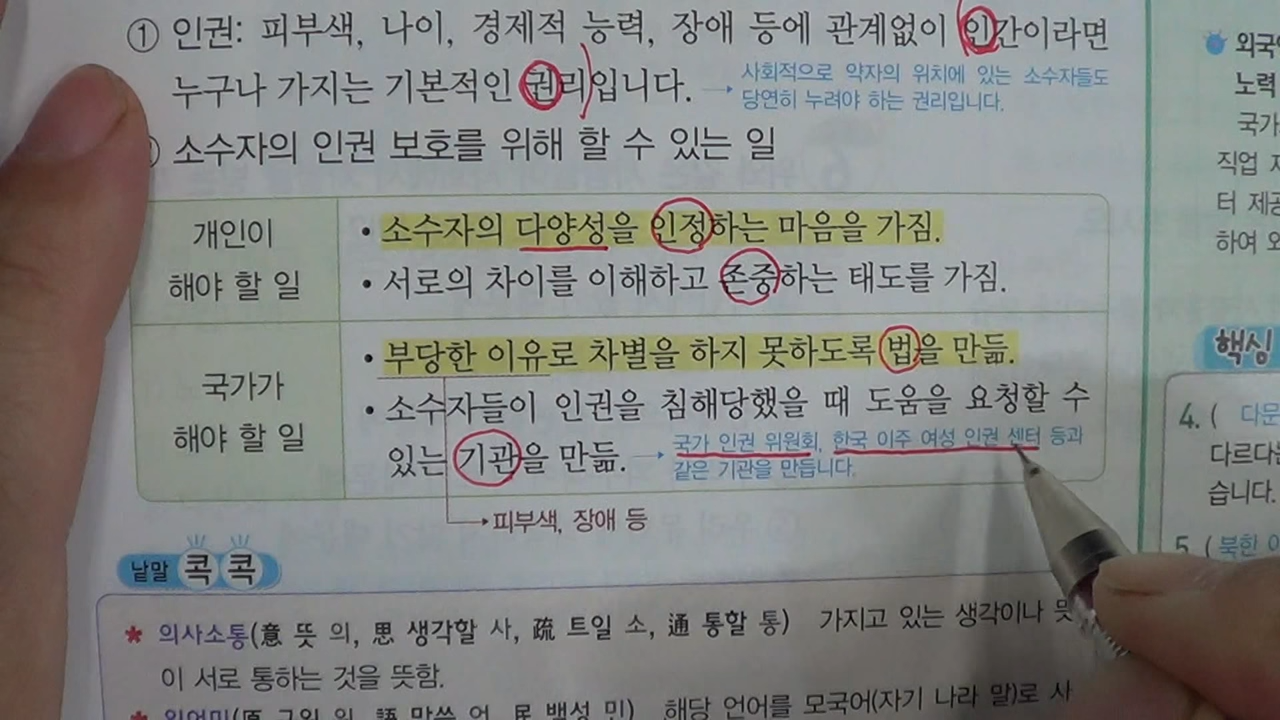 ① 인권: 피부색, 나이, 경제적 능력, 장애 등에 관계없이 인간이라면
누구나 가지는 기본적인 권리입니다.
사회적으로 약자의 위치에 있는 소수자들도
당연히 누려야 하는 권리입니다.
소수자의 인권 보호를 위해 할 수 있는 일
개인이
해야 할 일
• 소수자의 다양성을 인정하는 마음을 가짐.
• 서로의 차이를 이해하고 존중하는 태도를 가짐.
국가가
해야 할 일
• 부당한 이유로 차별을 하지 못하도록 법을 만듦.
• 소수자들이 인권을 침해당했을 때 도움을 요청할 수
있는 기관을 만듦.
국가 인권 위원회, 한국 이주 여성 인권 센터 등과
같은 기관을 만듭니다.
피부색, 장애 등
낱말 콕콕
* 의사소통(意 뜻 의, 思 생각할 사, 疏 트일 소, 通 통할 통) 가지고 있는 생각이나
이 서로 통하는 것을 뜻함.
해당 언어를 모국어(자기 나라 말)로 사
노력
국가
직업
터 제공
하여
핵심
4. ( 다문
습니다.
5. ( 북한